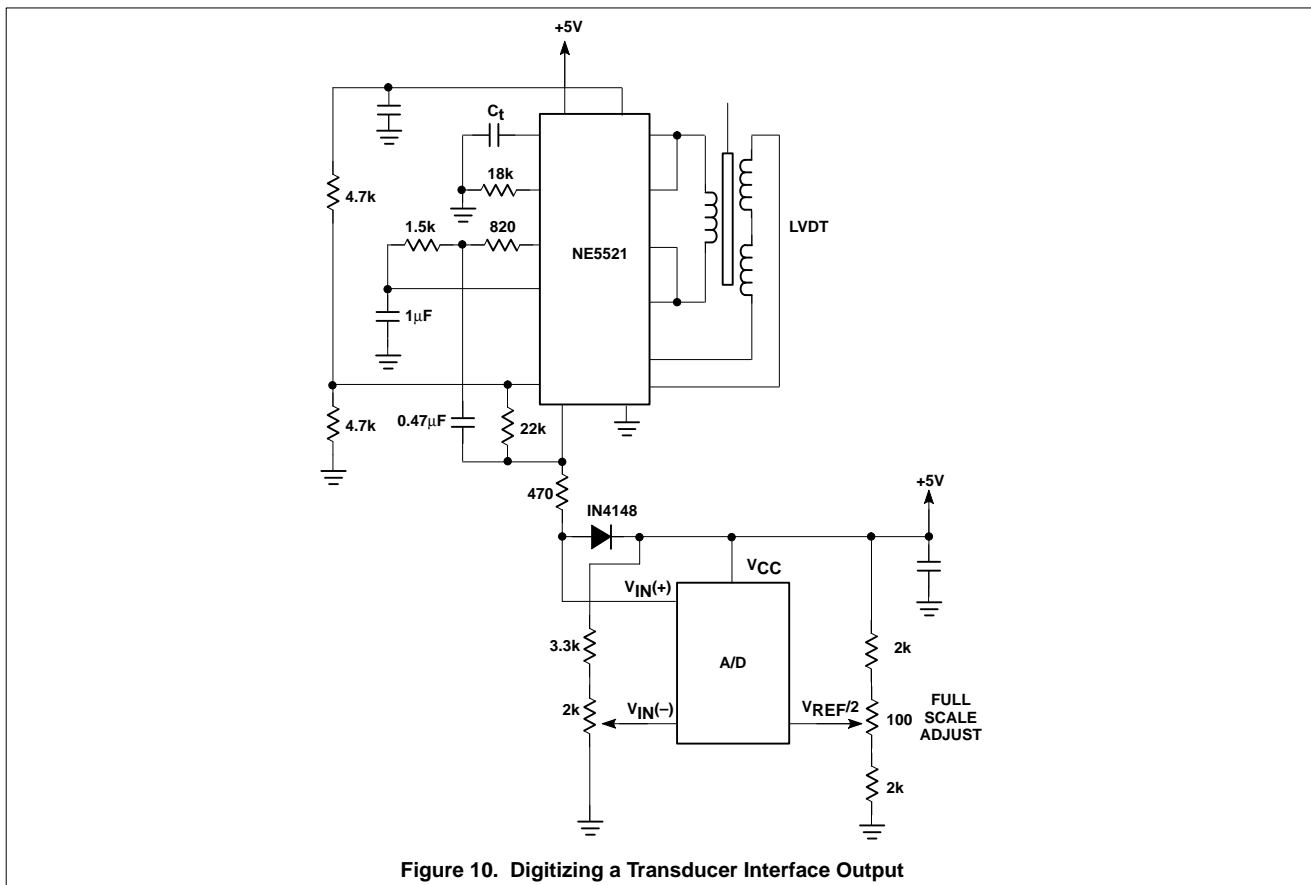 +5V
Ct
18k
4.7k
1.5k
820
NE5521
LVDT
1µF
4.7k
0.47µF
22k
470
+5V
IN4148
VCC
VIN(+)
3.3k
A/D
2k
2k
VIN(–)
VREF/2
100
FULL
SCALE
ADJUST
2k
Figure 10. Digitizing a Transducer Interface Output